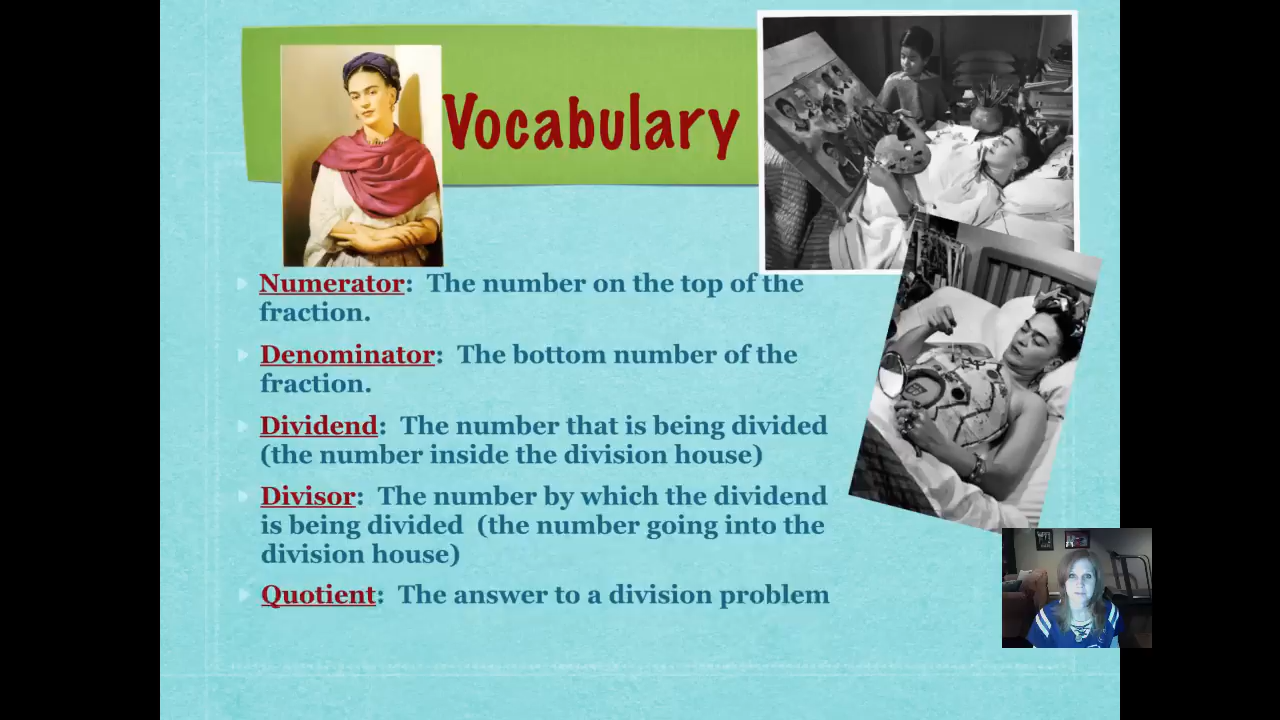 Vocabulary
Numerator: The number on the top of the
fraction.
Denominator: The bottom number of the
fraction.
Dividend: The number that is being divided
(the number inside the division house)
Divisor: The number by which the dividend
is being divided (the number going into the
division house)
Quotient: The answer to a division problem